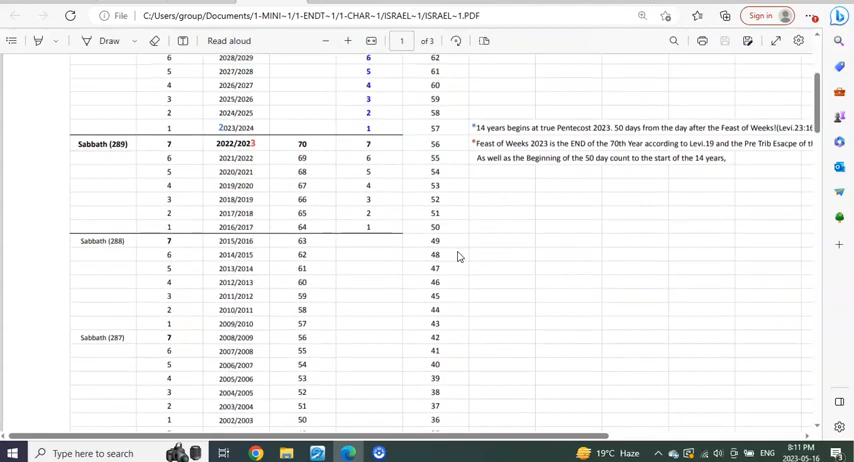 File C:/Users/group/Documents/1-MINI~1/1-ENDT~1/1-CHAR~1/ISRAEL~1/ISRAEL~1.PDF Sign in
Draw Read aloud 1 of 3
6 2028/2029 6 62
5 2027/2028 5 61
4 2026/2027 4 60
3 2025/2026 3 59
2 2024/2025 2 58
1 2023/2024 1 57 *14 years begins at true Pentecost 2023. 50 days from the day after the Feast of Weeks!(Levi.23:16
Sabbath (289) 7 2022/2023 70 7 56 *Feast of Weeks 2023 is the END of the 70th Year according to Levi.19 and the Pre Trib Esacpe of th
6 2021/2022 69 6 55 As well as the Beginning of the 50 day count to the start of the 14 years,
5 2020/2021 68 5 54
4 2019/2020 67 4 53
3 2018/2019 66 3 52
2 2017/2018 65 2 51
1 2016/2017 64 1 50
Sabbath (288) 7 2015/2016 63 49
6 2014/2015 62 48
5 2013/2014 61 47
4 2012/2013 60 46
3 2011/2012 59 45
2 2010/2011 58 44
1 2009/2010 57 43
Sabbath (287) 7 2008/2009 56 42
6 2007/2008 55 41
5 2006/2007 54 40
4 2005/2006 53 39
3 2004/2005 52 38
2 2003/2004 51 37
1 2002/2003 50 36
Type here to search 19°C Haze ENG 8:11 PM
2023-05-16